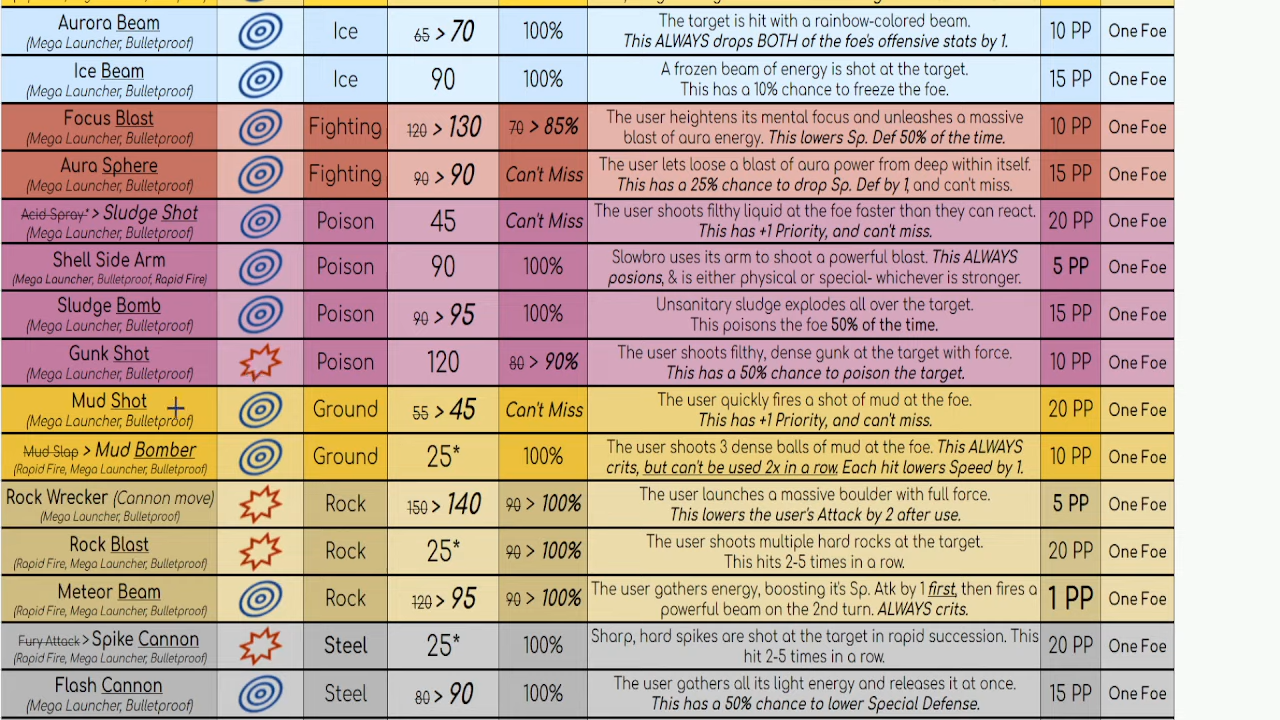 Aurora Beam
(Mega Launcher, Bulletproof)
Ice
65 > 70
100%
The target is hit with a rainbow-colored beam.
This ALWAYS drops BOTH of the foe's offensive stats by 1.
10 PP
One Foe
Ice Beam
(Mega Launcher, Bulletproof)
Ice
90
100%
A frozen beam of energy is shot at the target.
This has a 10% chance to freeze the foe.
15 PP
One Foe
Focus Blast
(Mega Launcher, Bulletproof)
Fighting
120 > 130
70 > 85%
The user heightens its mental focus and unleashes a massive
blast of aura energy. This lowers Sp. Def 50% of the time.
10 PP
One Foe
Aura Sphere
(Mega Launcher, Bulletproof)
Fighting
90 > 90
Can't Miss
The user lets loose a blast of aura power from deep within itself.
This has a 25% chance to drop Sp. Def by 1, and can't miss.
15 PP
One Foe
Acid Spray* > Sludge Shot
(Mega Launcher, Bulletproof)
Poison
45
Can't Miss
The user shoots filthy liquid at the foe faster than they can react.
This has +1 Priority, and can't miss.
20 PP
One Foe
Shell Side Arm
(Mega Launcher, Bulletproof, Rapid Fire)
Poison
90
100%
Slowbro uses its arm to shoot a powerful blast. This ALWAYS
posions, & is either physical or special- whichever is stronger.
5 PP
One Foe
Sludge Bomb
(Mega Launcher, Bulletproof)
Poison
90 > 95
100%
Unsanitary sludge explodes all over the target.
This poisons the foe 50% of the time.
15 PP
One Foe
Gunk Shot
(Mega Launcher, Bulletproof)
Poison
120
80 > 90%
The user shoots filthy, dense gunk at the target with force.
This has a 50% chance to poison the target.
10 PP
One Foe
Mud Shot
(Mega Launcher, Bulletproof)
Ground
55 > 45
Can't Miss
The user quickly fires a shot of mud at the foe.
This has +1 Priority, and can't miss.
20 PP
One Foe
Mud Slap > Mud Bomber
(Rapid Fire, Mega Launcher, Bulletproof)
Ground
25*
100%
The user shoots 3 dense balls of mud at the foe. This ALWAYS
crits, but can't be used 2x in a row. Each hit lowers Speed by 1.
10 PP
One Foe
Rock Wrecker (Cannon move)
(Mega Launcher, Bulletproof)
Rock
150 > 140
90 > 100%
The user launches a massive boulder with full force.
This lowers the user's Attack by 2 after use.
5 PP
One Foe
Rock Blast
(Rapid Fire, Mega Launcher, Bulletproof)
Rock
25*
90 > 100%
The user shoots multiple hard rocks at the target.
This hits 2-5 times in a row.
20 PP
One Foe
Meteor Beam
(Rapid Fire, Mega Launcher, Bulletproof)
Rock
120 > 95
90 > 100%
The user gathers energy, boosting it's Sp. Atk by 1 first, then fires a
powerful beam on the 2nd turn. ALWAYS crits.
1 PP
One Foe
Fury Attack > Spike Cannon
(Rapid Fire, Mega Launcher, Bulletproof)
Steel
25*
100%
Sharp, hard spikes are shot at the target in rapid succession. This
hit 2-5 times in a row.
20 PP
One Foe
Flash Cannon
(Mega Launcher, Bulletproof)
Steel
80 > 90
100%
The user gathers all its light energy and releases it at once.
This has a 50% chance to lower Special Defense.
15 PP
One Foe